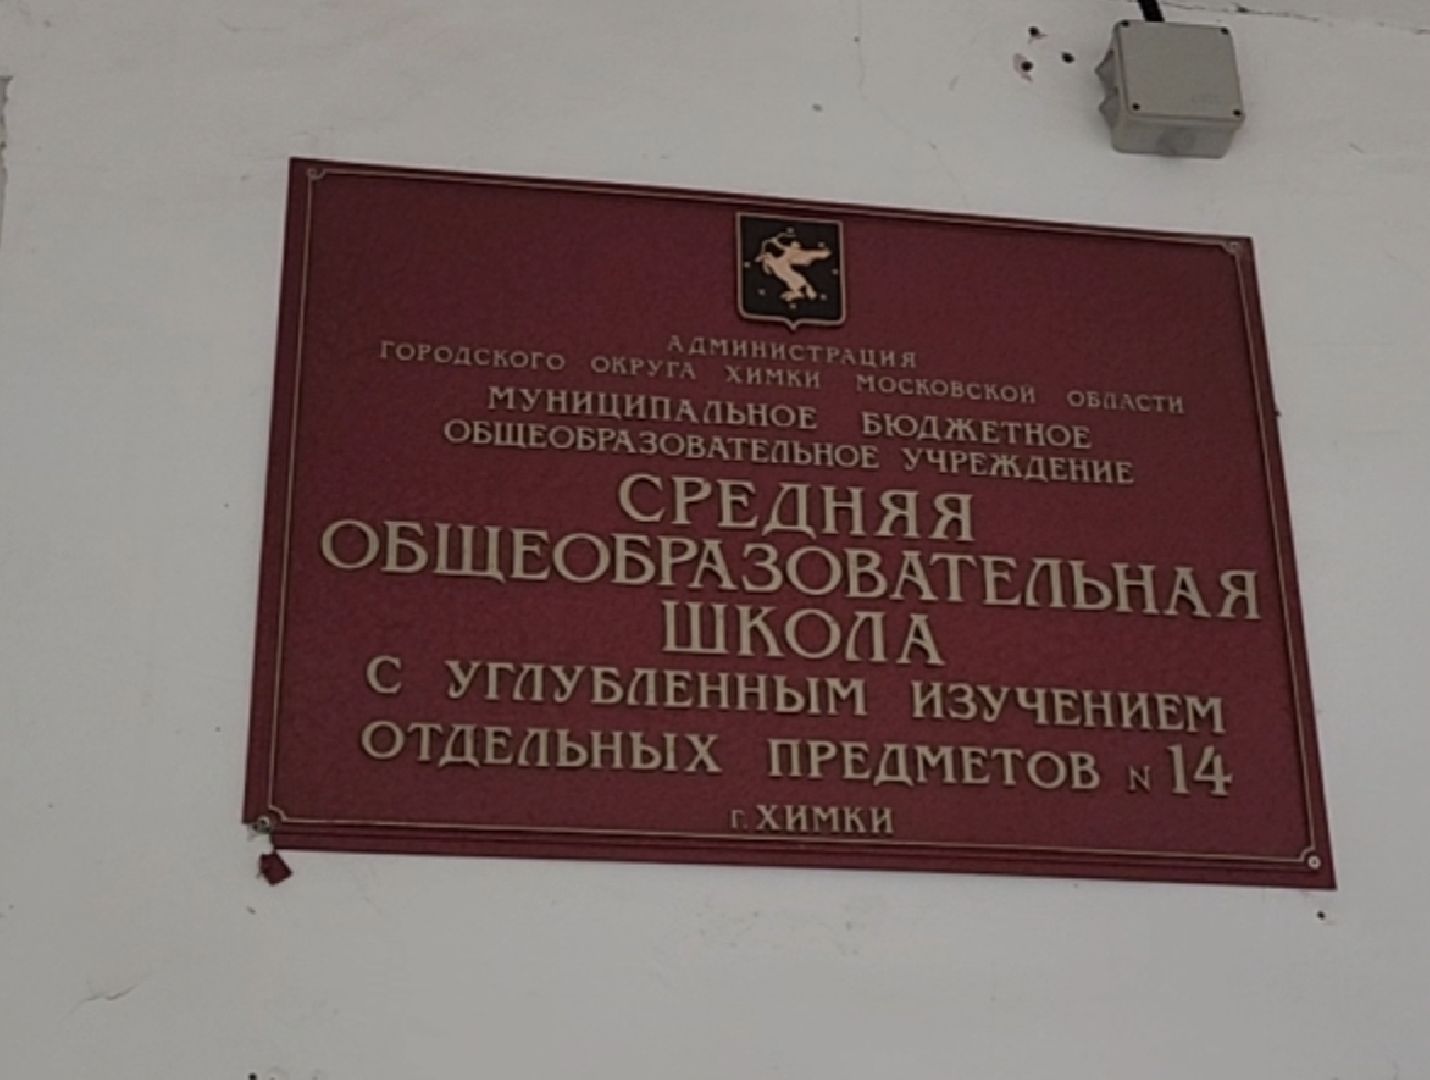 АДМИНИСТРАЦИЯ
ГОРОДСКОГО ОКРУГА ХИМКИ МОСКОВСКОЙ ОБЛАСТИ
МУНИЦИПАЛЬНОЕ БЮДЖЕТНОЕ
ОБЩЕОБРАЗОВАТЕЛЬНОЕ УЧРЕЖДЕНИЕ
СРЕДНЯЯ
ОБЩЕОБРАЗОВАТЕЛЬНАЯ
ШКОЛА
С УГЛУБЛЕННЫМ ИЗУЧЕНИЕМ
ОТДЕЛЬНЫХ ПРЕДМЕТОВ N 14
г. ХИМКИ